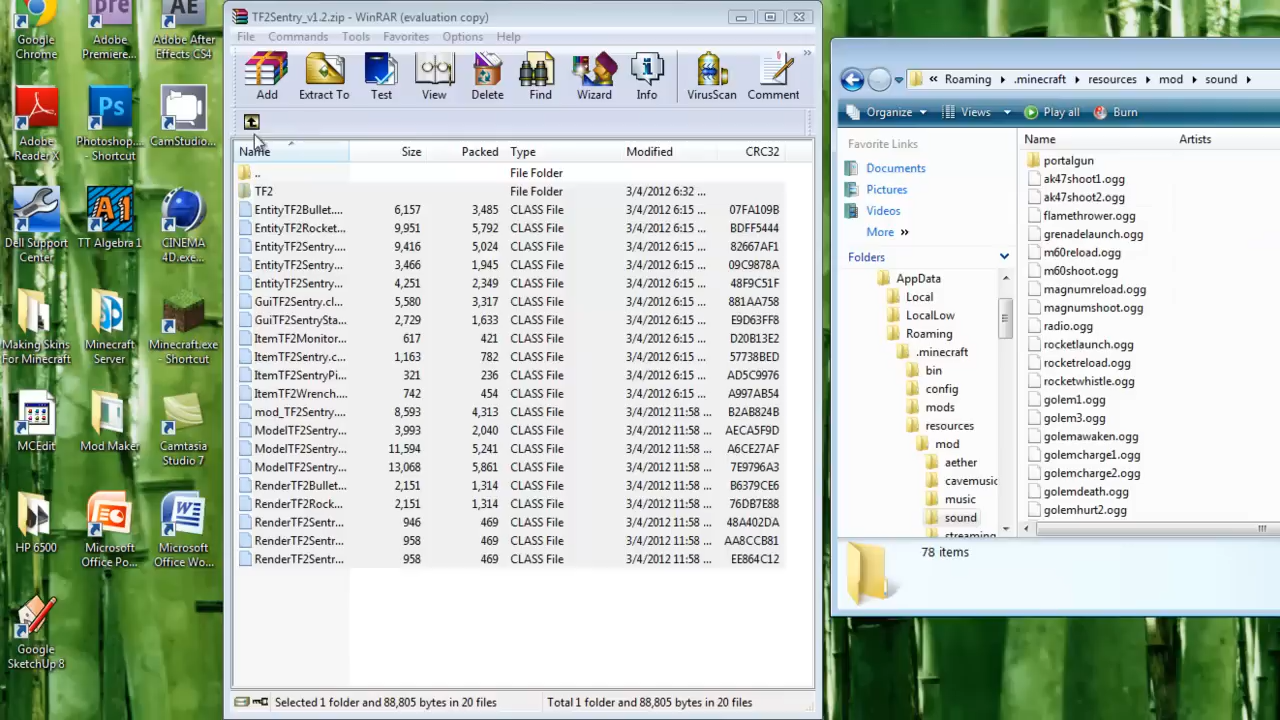 Google
Chrome
Adobe
Premiere...
Adobe After
Effects CS4
Adobe
Reader X
Photoshop....
- Shortcut
CamStudio...
Dell Support
Center
TT Algebra 1
CINEMA
4D.exe...
Making Skins
For Minecraft
Minecraft
Server
Minecraft.exe
- Shortcut
MCEdit
Mod Maker
Camtasia
Studio 7
HP 6500
Microsoft
Office Po...
Microsoft
Office Wo...
Google
SketchUp 8
TF2Sentry_v1.2.zip - WinRAR (evaluation copy)
File Commands Tools Favorites Options Help
Add Extract To Test View Delete Find Wizard Info VirusScan Comment
Name Size Packed Type Modified CRC32
.. File Folder
TF2 File Folder 3/4/2012 6:32 ...
EntityTF2Bullet.... 6,157 3,485 CLASS File 3/4/2012 6:15 ... 07FA109B
EntityTF2Rocket... 9,951 5,792 CLASS File 3/4/2012 6:15 ... BDFF5444
EntityTF2Sentry.... 9,416 5,024 CLASS File 3/4/2012 6:15 ... 82667AF1
EntityTF2Sentry... 3,466 1,945 CLASS File 3/4/2012 6:15 ... 09C9878A
EntityTF2Sentry... 4,251 2,349 CLASS File 3/4/2012 6:15 ... 48F9C51F
GuiTF2Sentry.cl... 5,580 3,317 CLASS File 3/4/2012 6:15 ... 881AA758
GuiTF2SentrySta... 2,729 1,633 CLASS File 3/4/2012 6:15 ... E9D63FF8
ItemTF2Monitor... 617 421 CLASS File 3/4/2012 6:15 ... D20B13E2
ItemTF2Sentry.c... 1,163 782 CLASS File 3/4/2012 6:15 ... 57738BED
ItemTF2SentryPi... 321 236 CLASS File 3/4/2012 6:15 ... AD5C9976
ItemTF2Wrench.... 742 454 CLASS File 3/4/2012 6:15 ... A997AB54
mod_TF2Sentry.... 8,593 4,313 CLASS File 3/4/2012 11:58 ... B2AB824B
ModelTF2Sentry... 3,993 2,040 CLASS File 3/4/2012 11:58 ... AECA5F9D
ModelTF2Sentry... 11,594 5,241 CLASS File 3/4/2012 11:58 ... A6CE27AF
ModelTF2Sentry... 13,068 5,861 CLASS File 3/4/2012 11:58 ... 7E9796A3
RenderTF2Bullet... 2,151 1,314 CLASS File 3/4/2012 11:58 ... B6379CE6
RenderTF2Rock... 2,151 1,314 CLASS File 3/4/2012 11:58 ... 76DB7E88
RenderTF2Sentr... 946 469 CLASS File 3/4/2012 11:58 ... 48A402DA
RenderTF2Sentr... 958 469 CLASS File 3/4/2012 11:58 ... AA8CCB81
RenderTF2Sentr... 958 469 CLASS File 3/4/2012 11:58 ... EE864C12
Selected 1 folder and 88,805 bytes in 20 files
Total 1 folder and 88,805 bytes in 20 files
Roaming .minecraft resources mod sound
Organize Views Play all Burn
Favorite Links
Documents
Pictures
Videos
More
Folders
AppData
Local
LocalLow
Roaming
.minecraft
bin
config
mods
resources
mod
aether
cavemusic
music
sound
streaming
Name Artists
portalgun
ak47shoot1.ogg
ak47shoot2.ogg
flamethrower.ogg
grenadelaunch.ogg
m60reload.ogg
m60shoot.ogg
magnumreload.ogg
magnumshoot.ogg
radio.ogg
rocketlaunch.ogg
rocketreload.ogg
rocketwhistle.ogg
golem1.ogg
golem3.ogg
golemawaken.ogg
golemcharge1.ogg
golemcharge2.ogg
golemdeath.ogg
golemhurt2.ogg
78 items